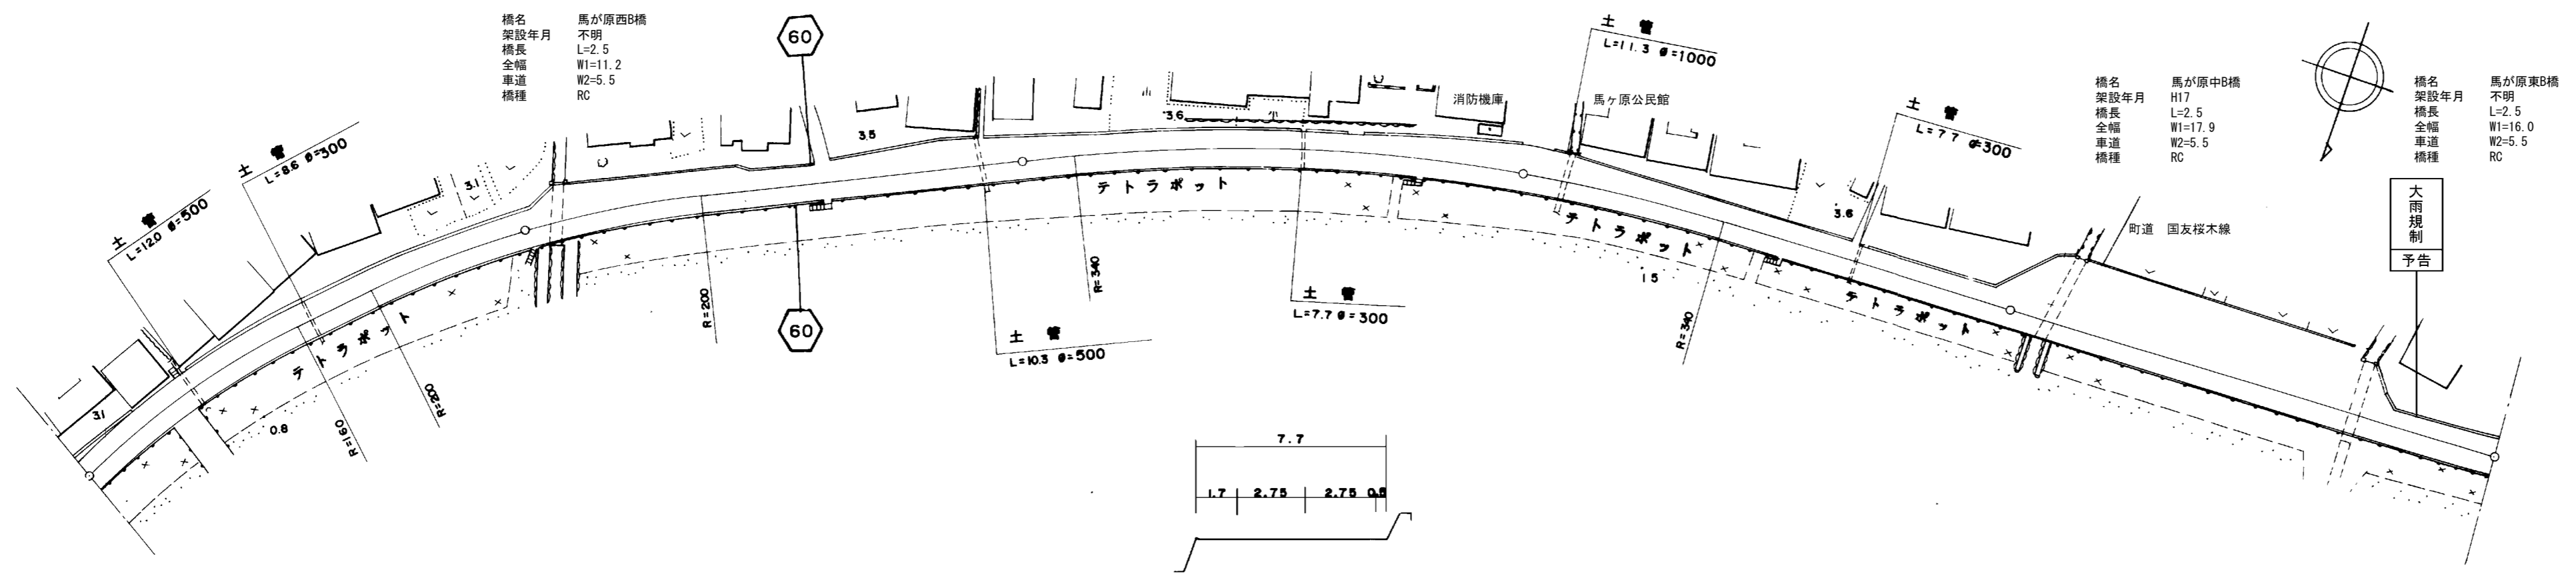 橋名 馬が原西B橋
架設年月 不明
橋長 L=2.5
全幅 W1=11.2
車道 W2=5.5
橋種 RC
60
土管
L=11.3 ø=1000
橋名 馬が原中B橋
架設年月 H17
橋長 L=2.5
全幅 W1=17.9
車道 W2=5.5
橋種 RC
橋名 馬が原東B橋
架設年月 不明
橋長 L=2.5
全幅 W1=16.0
車道 W2=5.5
橋種 RC
消防機庫
馬ヶ原公民館
土管
L=7.7 ø=300
土管
L=8.6 ø=300
土管
L=12.0 ø=500
3.5
3.6
3.1
3.6
大雨規制
予告
町道 国友桜木線
テトラポット
テトラポット
テトラポット
テトラポット
1.5
R=340
R=200
土管
L=7.7 ø=300
60
土管
L=10.3 ø=500
R=340
R=200
R=160
3.1
0.8
7.7
1.7 2.75 2.75 0.5